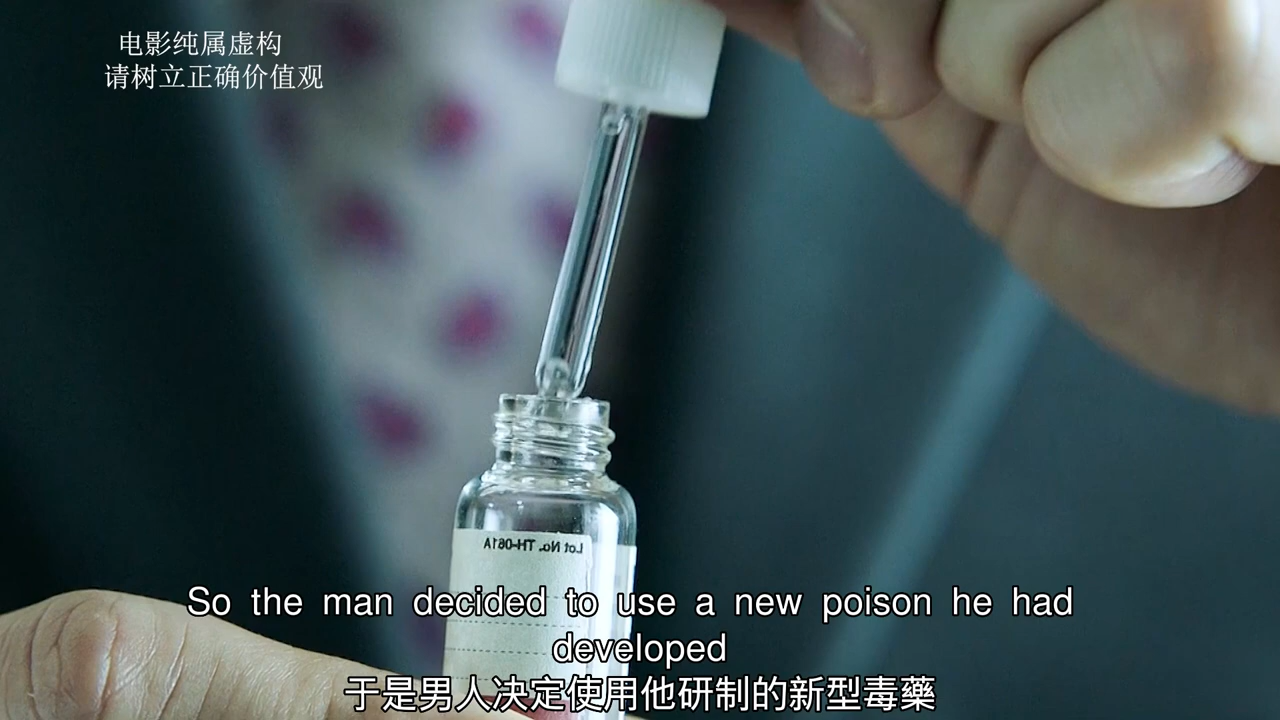 电影纯属虚构
请树立正确价值观
Lot No. TH-061A
So the man decided to use a new poison he had
developed
于是男人决定使用他研制的新型毒藥